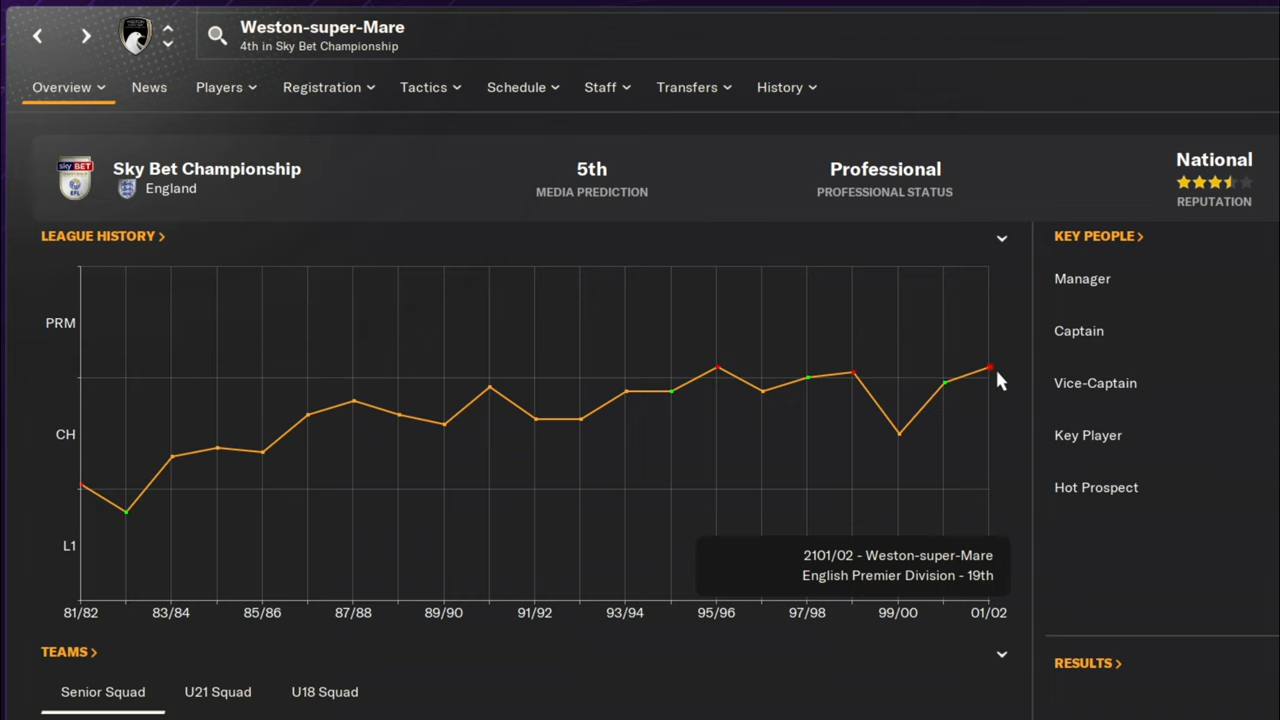 Weston-super-Mare
4th in Sky Bet Championship
Overview
News
Players
Registration
Tactics
Schedule
Staff
Transfers
History
sky BET
EFL
Sky Bet Championship
England
5th
MEDIA PREDICTION
Professional
PROFESSIONAL STATUS
National
REPUTATION
LEAGUE HISTORY >
PRM
CH
L1
2101/02 - Weston-super-Mare
English Premier Division - 19th
81/82
83/84
85/86
87/88
89/90
91/92
93/94
95/96
97/98
99/00
01/02
KEY PEOPLE >
Manager
Captain
Vice-Captain
Key Player
Hot Prospect
TEAMS >
Senior Squad
U21 Squad
U18 Squad
RESULTS >